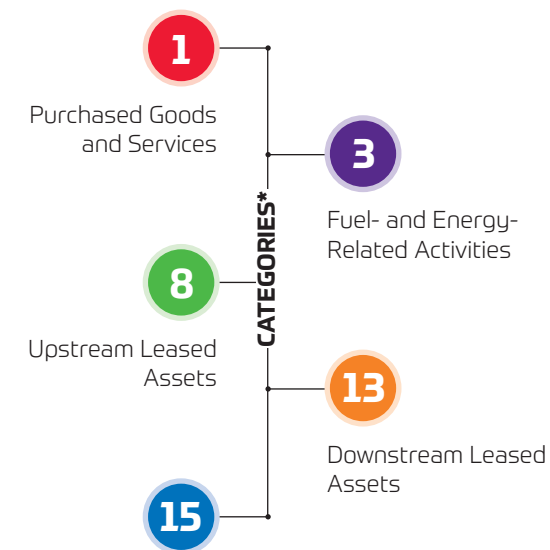 1
Purchased Goods
and Services
3
Fuel- and Energy-
Related Activities
CATEGORIES*
8
Upstream Leased
Assets
13
Downstream Leased
Assets
15